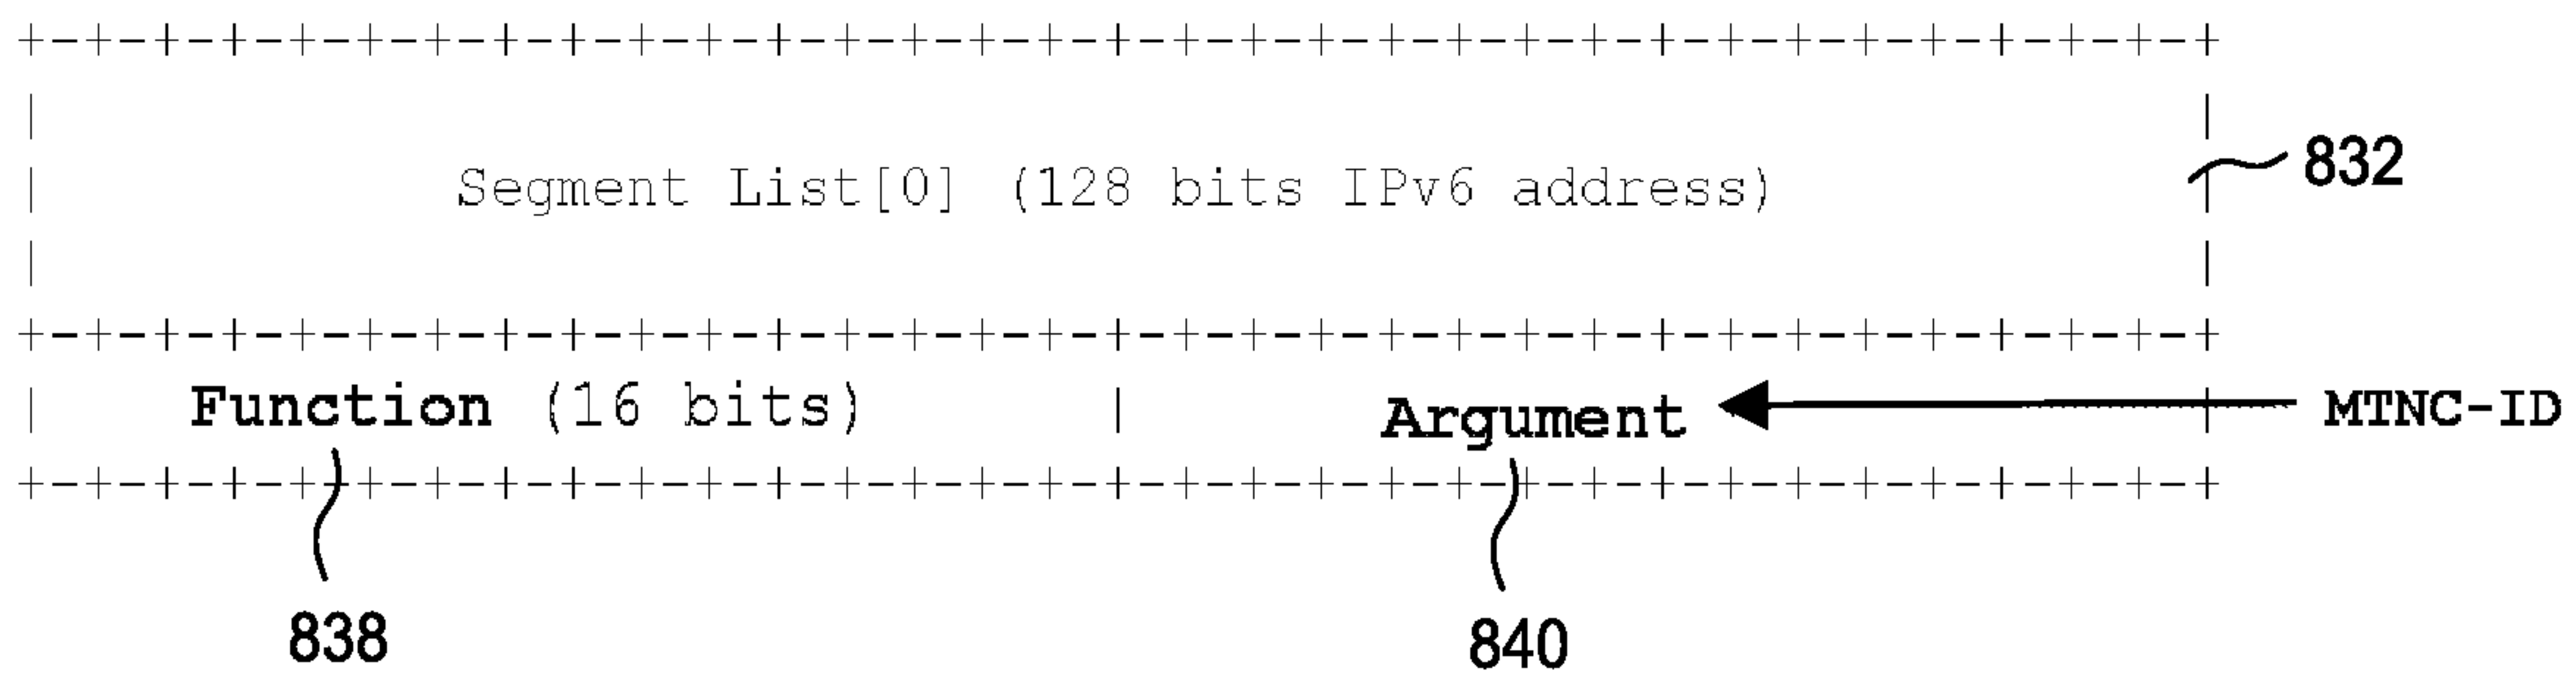 +-+-+-+-+-+-+-+-+-+-+-+-+-+-+-+-+-+-+-+-+-+-+-+-+-+-+-+-+-+-+-+-+
Segment List[0] (128 bits IPv6 address)
832
+-+-+-+-+-+-+-+-+-+-+-+-+-+-+-+-+-+-+-+-+-+-+-+-+-+-+-+-+-+-+-+-+
| Function (16 bits) | Argument | MTNC-ID
+-+-+-+-+-+-+-+-+-+-+-+-+-+-+-+-+-+-+-+-+-+-+-+-+-+-+-+-+-+-+-+-+
838 840